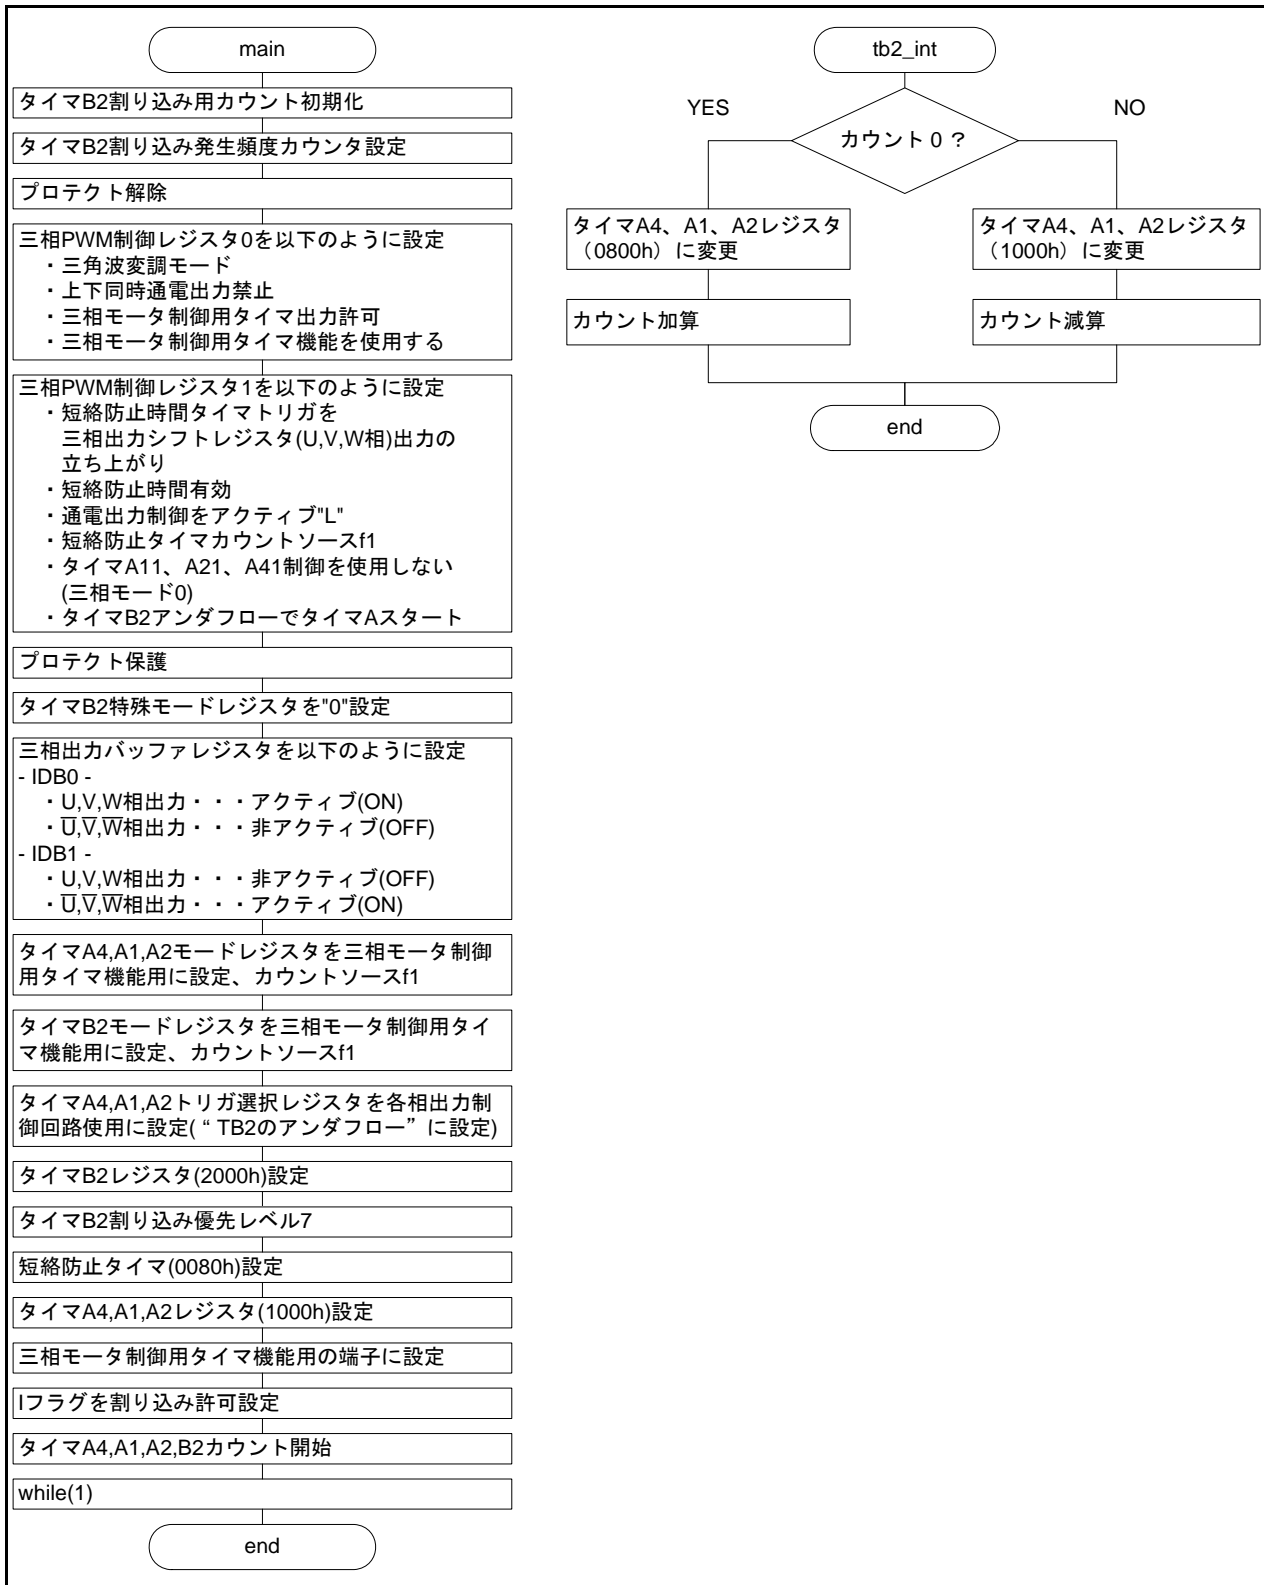 main
タイマB2割り込み用カウント初期化
タイマB2割り込み発生頻度カウンタ設定
プロテクト解除
三相PWM制御レジスタ0を以下のように設定
・三角波変調モード
・上下同時通電出力禁止
・三相モータ制御用タイマ出力許可
・三相モータ制御用タイマ機能を使用する
三相PWM制御レジスタ1を以下のように設定
・短絡防止時間タイマトリガを
三相出力シフトレジスタ(U,V,W相)出力の
立ち上がり
・短絡防止時間有効
・通電出力制御をアクティブ"L"
・短絡防止タイマカウントソースf1
・タイマA11、A21、A41制御を使用しない
(三相モード0)
・タイマB2アンダフローでタイマAスタート
プロテクト保護
タイマB2特殊モードレジスタを"0"設定
三相出力バッファレジスタを以下のように設定
- IDB0 -
・U,V,W相出力・・・アクティブ(ON)
・U̅,V̅,W̅相出力・・・非アクティブ(OFF)
- IDB1 -
・U,V,W相出力・・・非アクティブ(OFF)
・U̅,V̅,W̅相出力・・・アクティブ(ON)
タイマA4,A1,A2モードレジスタを三相モータ制御
用タイマ機能用に設定、カウントソースf1
タイマB2モードレジスタを三相モータ制御用タイ
マ機能用に設定、カウントソースf1
タイマA4,A1,A2トリガ選択レジスタを各相出力制
御回路使用に設定( “ TB2のアンダフロー” に設定)
タイマB2レジスタ(2000h)設定
タイマB2割り込み優先レベル7
短絡防止タイマ(0080h)設定
タイマA4,A1,A2レジスタ(1000h)設定
三相モータ制御用タイマ機能用の端子に設定
Iフラグを割り込み許可設定
タイマA4,A1,A2,B2カウント開始
while(1)
end
tb2_int
YES
NO
カウント 0 ？
タイマA4、A1、A2レジスタ
（0800h）に変更
カウント加算
タイマA4、A1、A2レジスタ
（1000h）に変更
カウント減算
end